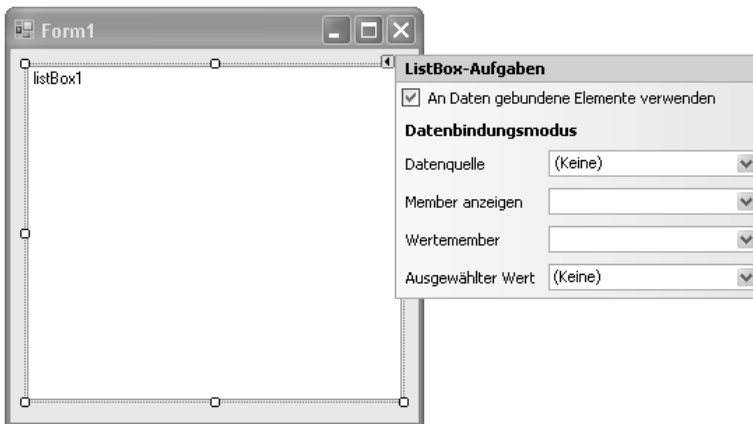 Form1
listBox1
ListBox-Aufgaben
An Daten gebundene Elemente verwenden
Datenbindungsmodus
Datenquelle (Keine)
Member anzeigen
Wertemember
Ausgewählter Wert (Keine)